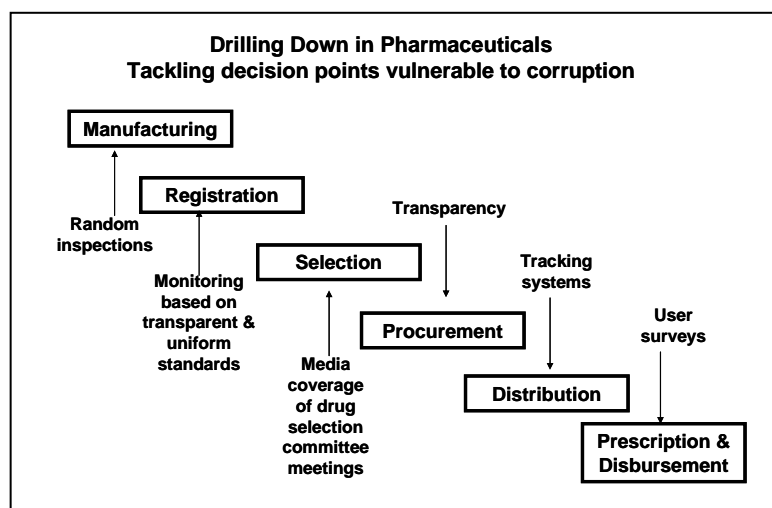 Drilling Down in Pharmaceuticals
Tackling decision points vulnerable to corruption
Manufacturing
Random
inspections
Registration
Monitoring
based on
transparent &
uniform
standards
Selection
Media
coverage
of drug
selection
committee
meetings
Transparency
Procurement
Tracking
systems
Distribution
User
surveys
Prescription &
Disbursement